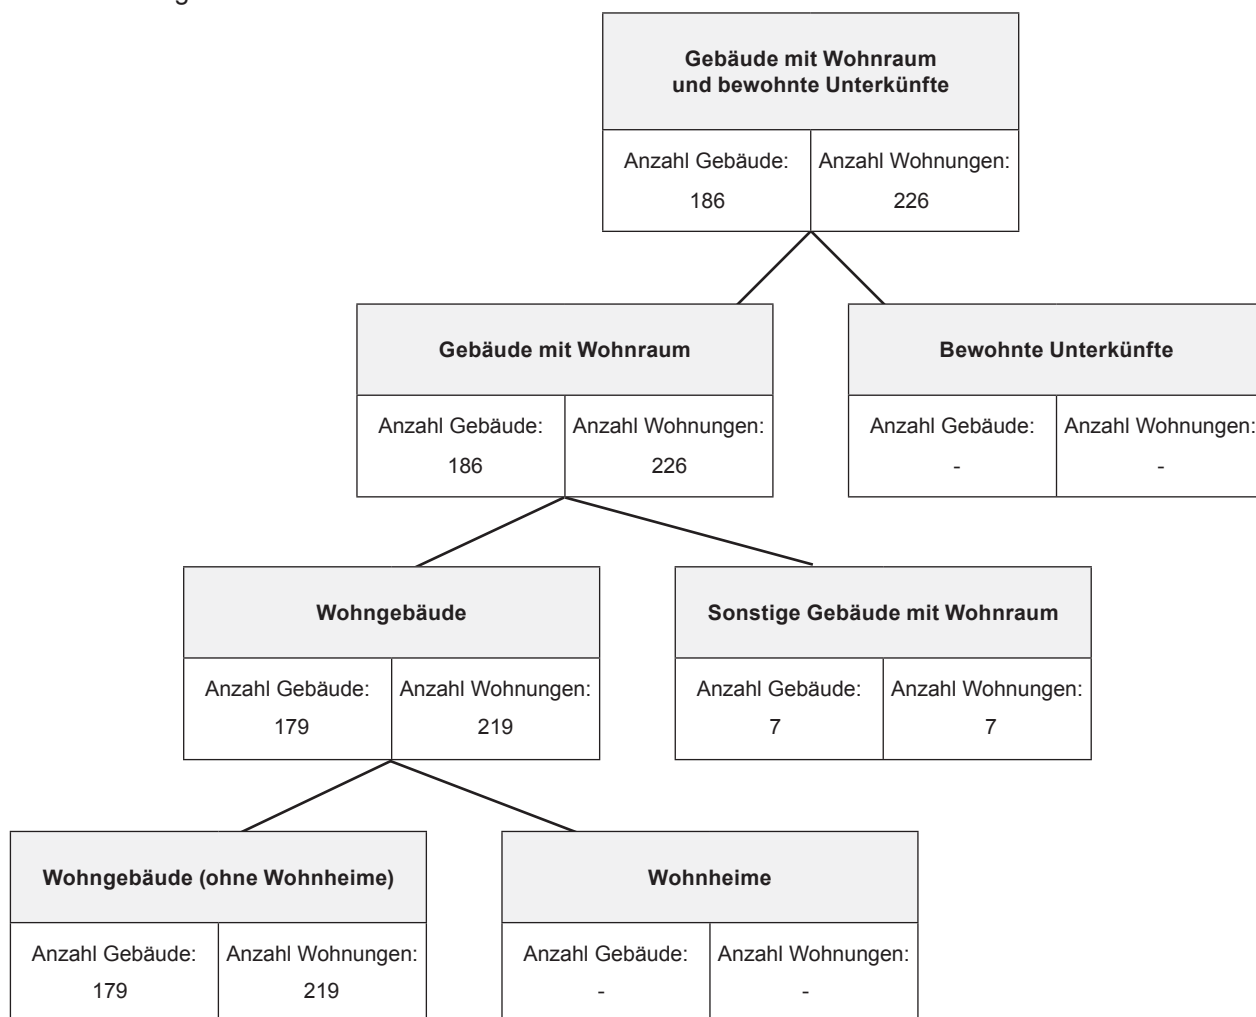 Gebäude mit Wohnraum
und bewohnte Unterkünfte
Anzahl Gebäude: Anzahl Wohnungen:
186 226
Gebäude mit Wohnraum
Bewohnte Unterkünfte
Anzahl Gebäude: Anzahl Wohnungen:
186 226
Anzahl Gebäude: Anzahl Wohnungen:
- -
Wohngebäude
Sonstige Gebäude mit Wohnraum
Anzahl Gebäude: Anzahl Wohnungen:
179 219
Anzahl Gebäude: Anzahl Wohnungen:
7 7
Wohngebäude (ohne Wohnheime)
Wohnheime
Anzahl Gebäude: Anzahl Wohnungen:
179 219
Anzahl Gebäude: Anzahl Wohnungen:
- -